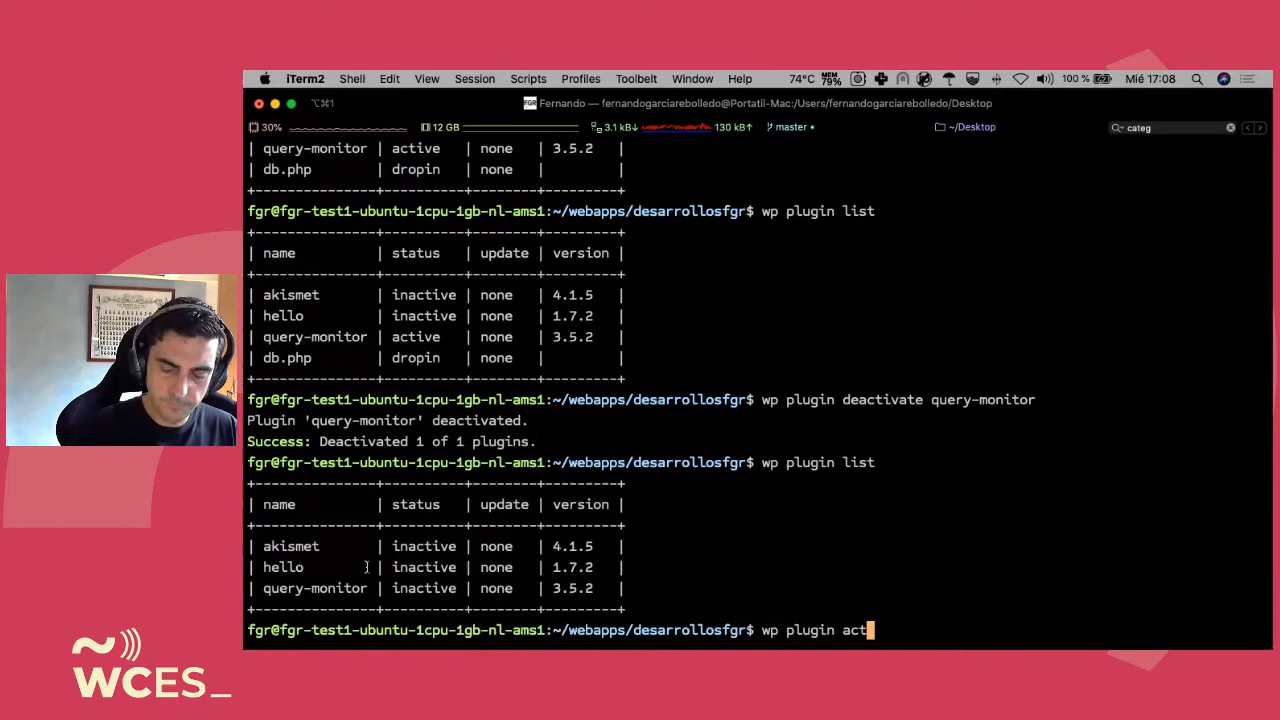 iTerm2 Shell Edit View Session Scripts Profiles Toolbelt Window Help 74°C MEM 79% 100 % Mié 17:08
⌥⌘1 FGR Fernando — fernandogarciarebolledo@Portatil-Mac:/Users/fernandogarciarebolledo/Desktop
30% 12 GB 3.1 kB↓ 130 kB↑ master • ~/Desktop categ
| query-monitor | active | none | 3.5.2 |
| db.php | dropin | none | |
+---------------+----------+--------+---------+
fgr@fgr-test1-ubuntu-1cpu-1gb-nl-ams1:~/webapps/desarrollosfgr$ wp plugin list
+---------------+----------+--------+---------+
| name | status | update | version |
+---------------+----------+--------+---------+
| akismet | inactive | none | 4.1.5 |
| hello | inactive | none | 1.7.2 |
| query-monitor | active | none | 3.5.2 |
| db.php | dropin | none | |
+---------------+----------+--------+---------+
fgr@fgr-test1-ubuntu-1cpu-1gb-nl-ams1:~/webapps/desarrollosfgr$ wp plugin deactivate query-monitor
Plugin 'query-monitor' deactivated.
Success: Deactivated 1 of 1 plugins.
fgr@fgr-test1-ubuntu-1cpu-1gb-nl-ams1:~/webapps/desarrollosfgr$ wp plugin list
+---------------+----------+--------+---------+
| name | status | update | version |
+---------------+----------+--------+---------+
| akismet | inactive | none | 4.1.5 |
| hello | inactive | none | 1.7.2 |
| query-monitor | inactive | none | 3.5.2 |
+---------------+----------+--------+---------+
fgr@fgr-test1-ubuntu-1cpu-1gb-nl-ams1:~/webapps/desarrollosfgr$ wp plugin act
WCES_